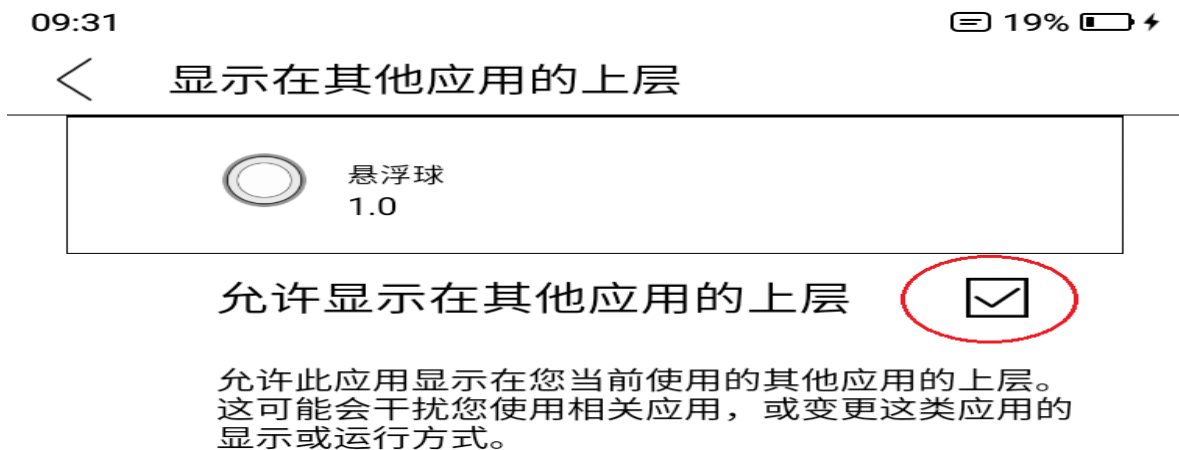 09:31 19%
显示在其他应用的上层
悬浮球
1.0
允许显示在其他应用的上层
允许此应用显示在您当前使用的其他应用的上层。
这可能会干扰您使用相关应用，或变更这类应用的
显示或运行方式。